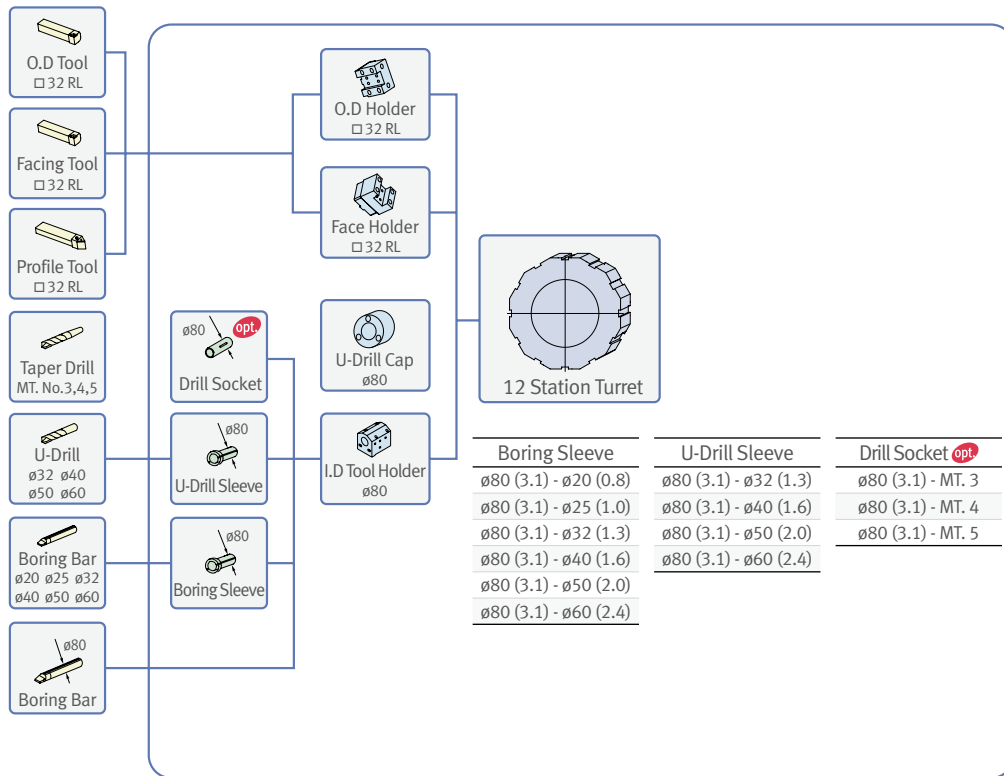 O.D Tool
□ 32 RL
Facing Tool
□ 32 RL
Profile Tool
□ 32 RL
Taper Drill
MT. No.3,4,5
U-Drill
ø32 ø40
ø50 ø60
Boring Bar
ø20 ø25 ø32
ø40 ø50 ø60
ø80
Boring Bar
ø80 opt.
Drill Socket
ø80
U-Drill Sleeve
ø80
Boring Sleeve
O.D Holder
□ 32 RL
Face Holder
□ 32 RL
U-Drill Cap
ø80
I.D Tool Holder
ø80
12 Station Turret
Boring Sleeve
ø80 (3.1) - ø20 (0.8)
ø80 (3.1) - ø25 (1.0)
ø80 (3.1) - ø32 (1.3)
ø80 (3.1) - ø40 (1.6)
ø80 (3.1) - ø50 (2.0)
ø80 (3.1) - ø60 (2.4)
U-Drill Sleeve
ø80 (3.1) - ø32 (1.3)
ø80 (3.1) - ø40 (1.6)
ø80 (3.1) - ø50 (2.0)
ø80 (3.1) - ø60 (2.4)
Drill Socket opt.
ø80 (3.1) - MT. 3
ø80 (3.1) - MT. 4
ø80 (3.1) - MT. 5